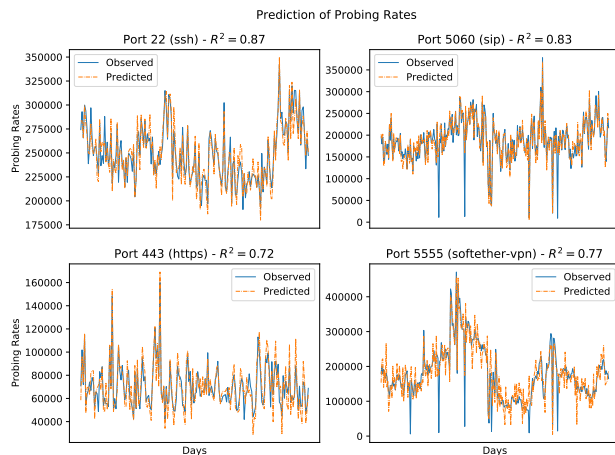 Prediction of Probing Rates
Port 22 (ssh) - R² = 0.87
Port 5060 (sip) - R² = 0.83
Observed
Predicted
Observed
Predicted
Probing Rates
350000
325000
300000
275000
250000
225000
200000
175000
350000
300000
250000
200000
150000
100000
50000
0
Port 443 (https) - R² = 0.72
Port 5555 (softether-vpn) - R² = 0.77
Observed
Predicted
Observed
Predicted
Probing Rates
160000
140000
120000
100000
80000
60000
40000
400000
300000
200000
100000
0
Days
Days